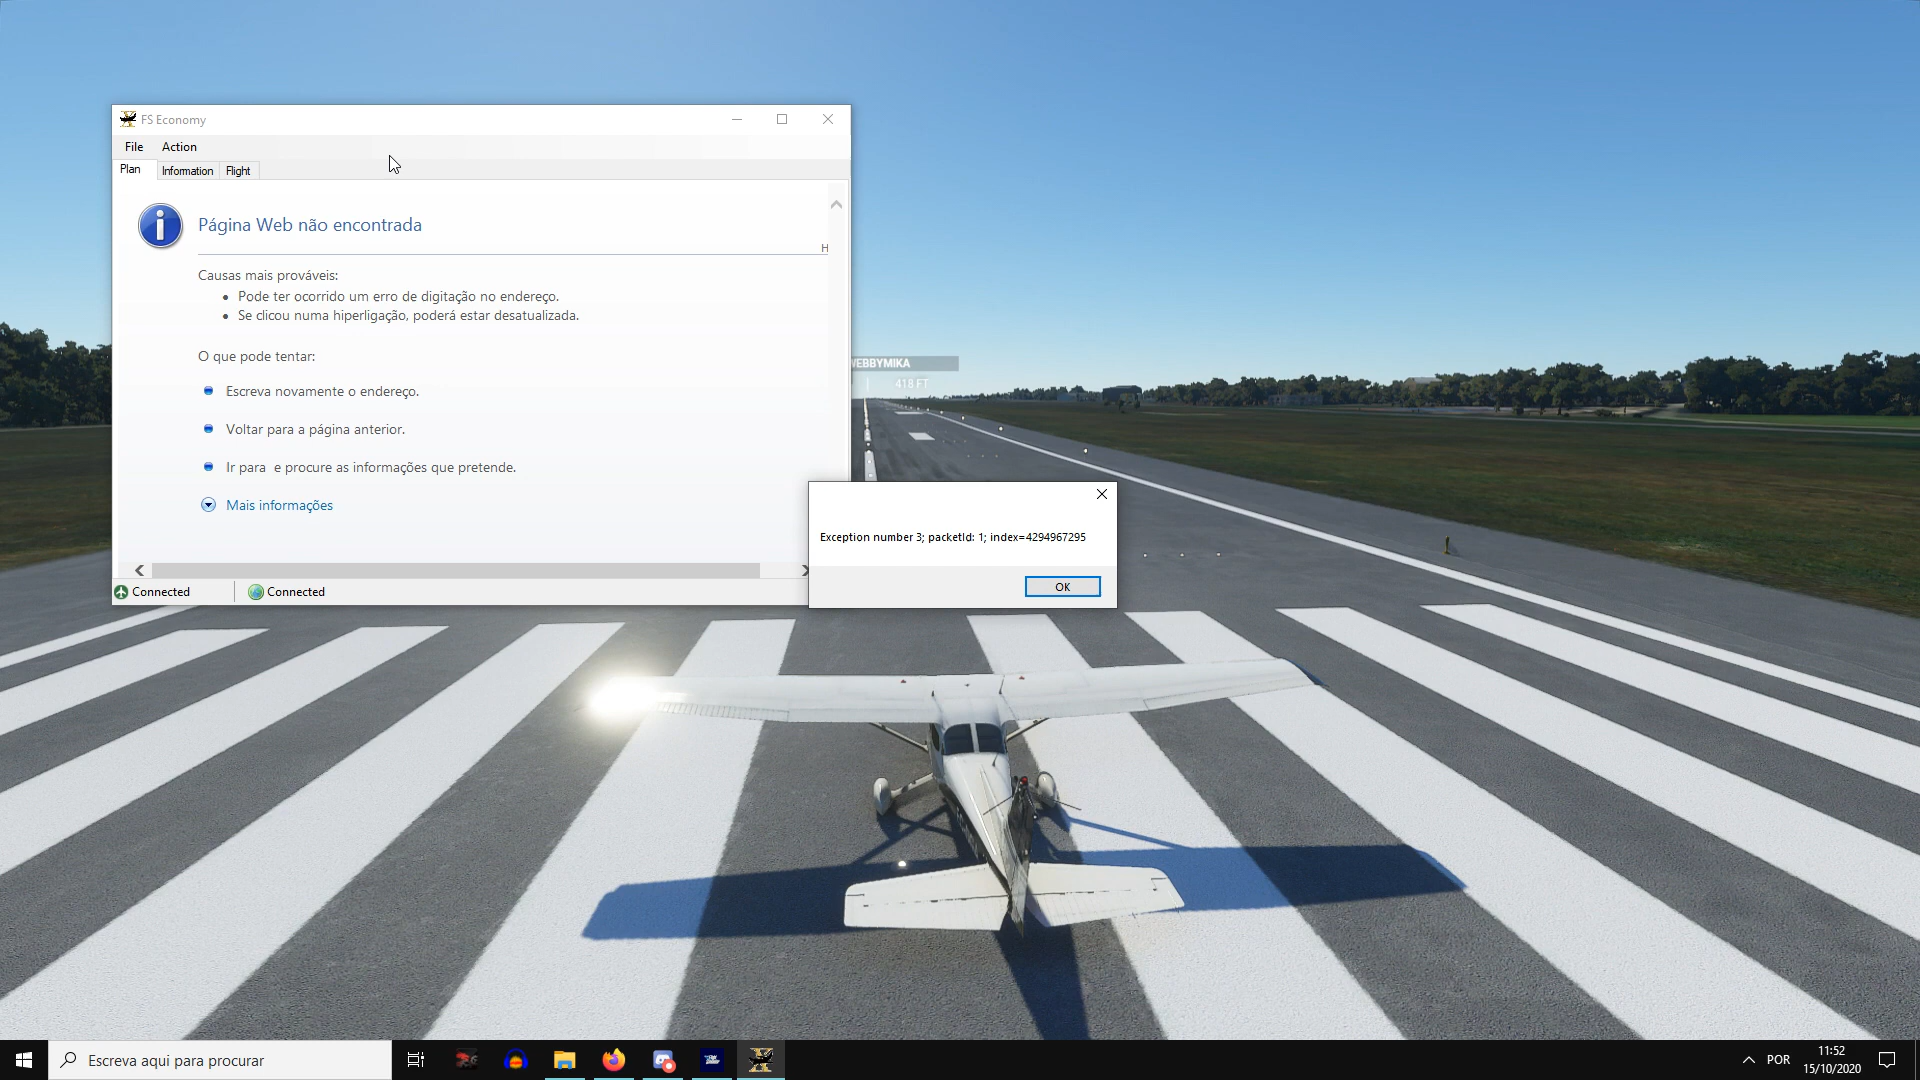 FS Economy
File Action
Plan Information Flight
Página Web não encontrada
H
Causas mais prováveis:
Pode ter ocorrido um erro de digitação no endereço.
Se clicou numa hiperligação, poderá estar desatualizada.
O que pode tentar:
Escreva novamente o endereço.
Voltar para a página anterior.
Ir para e procure as informações que pretende.
Mais informações
Connected Connected
WEBBYMIKA
418 FT
Exception number 3; packetId: 1; index=4294967295
OK
Escreva aqui para procurar
POR
11:52
15/10/2020